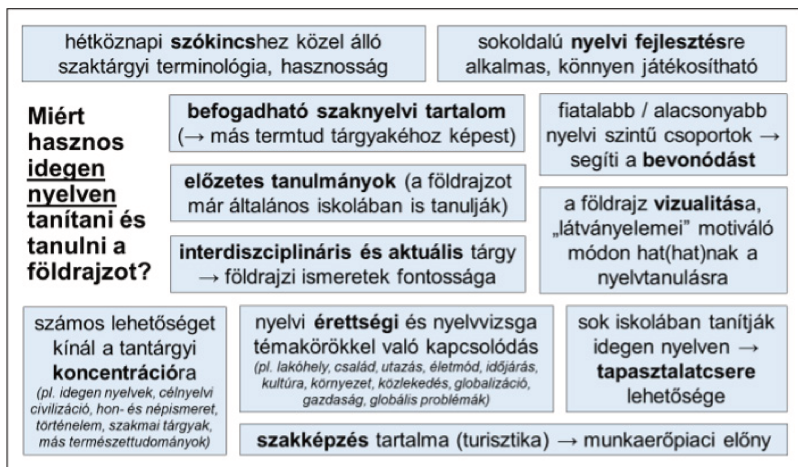 hétköznapi szókincshez közel álló
szaktárgyi terminológia, hasznosság
sokoldalú nyelvi fejlesztésre
alkalmas, könnyen játékosítható
Miért
hasznos
idegen
nyelven
tanítani és
tanulni a
földrajzot?
befogadható szaknyelvi tartalom
(→ más termtud tárgyakéhoz képest)
fiatalabb / alacsonyabb
nyelvi szintű csoportok →
segíti a bevonódást
előzetes tanulmányok (a földrajzot
már általános iskolában is tanulják)
a földrajz vizualitása,
„látványelemei” motiváló
módon hat(hat)nak a
nyelvtanulásra
interdiszciplináris és aktuális tárgy
→ földrajzi ismeretek fontossága
számos lehetőséget
kínál a tantárgyi
koncentrációra
(pl. idegen nyelvek, célnyelvi
civilizáció, hon- és népismeret,
történelem, szakmai tárgyak,
más természettudományok)
nyelvi érettségi és nyelvvizsga
témakörökkel való kapcsolódás
(pl. lakóhely, család, utazás, életmód, időjárás,
kultúra, környezet, közlekedés, globalizáció,
gazdaság, globális problémák)
sok iskolában tanítják
idegen nyelven →
tapasztalatcsere
lehetősége
szakképzés tartalma (turisztika) → munkaerőpiaci előny